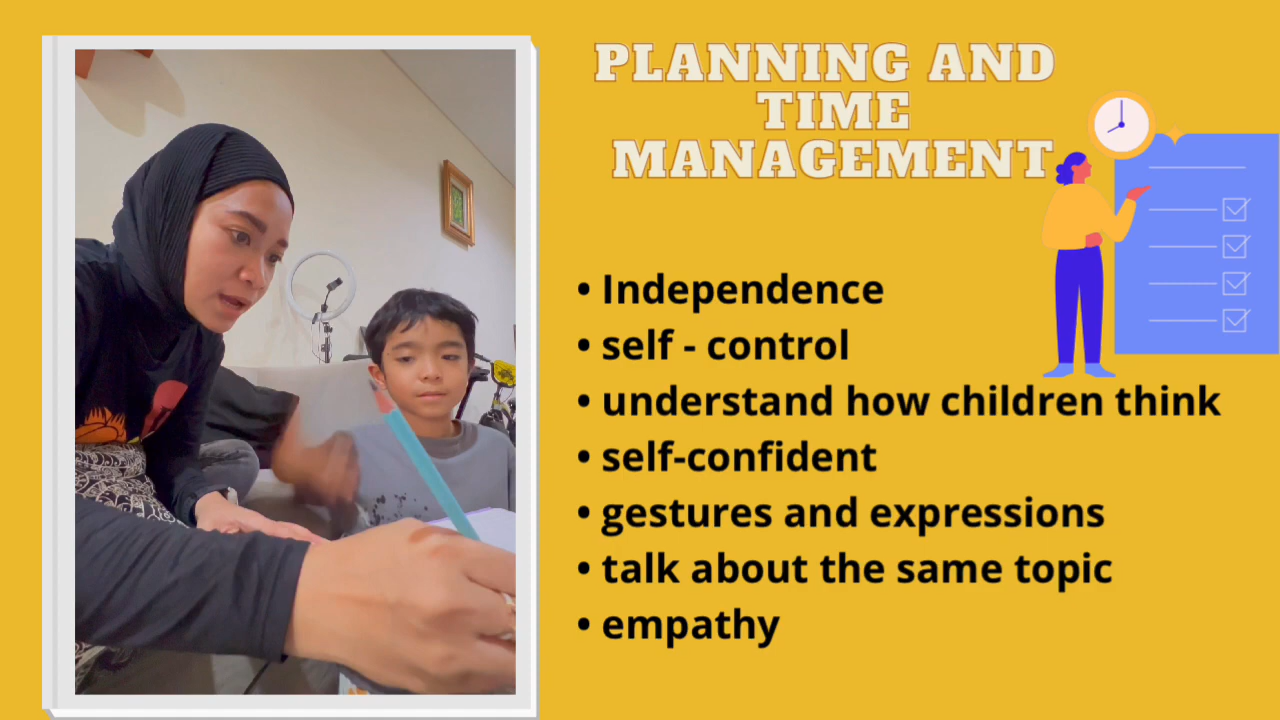 PLANNING AND
TIME
MANAGEMENT
• Independence
• self - control
• understand how children think
• self-confident
• gestures and expressions
• talk about the same topic
• empathy